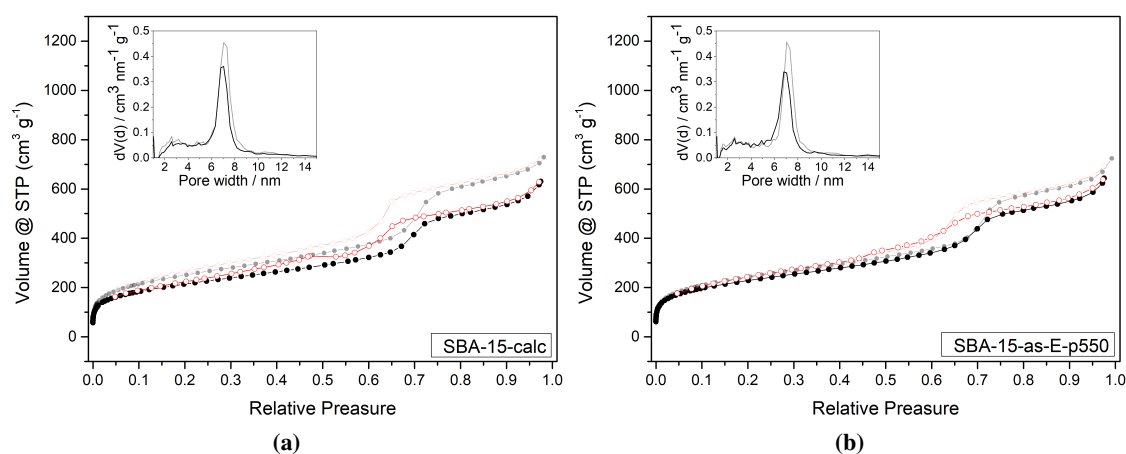 1200
1000
800
600
400
200
0
Volume @ STP (cm³ g⁻¹)
0.0 0.1 0.2 0.3 0.4 0.5 0.6 0.7 0.8 0.9 1.0
Relative Preasure
0.5
0.4
0.3
0.2
0.1
0.0
dV(d) / cm³ nm⁻¹ g⁻¹
2 4 6 8 10 12 14
Pore width / nm
SBA-15-calc
(a)
1200
1000
800
600
400
200
0
Volume @ STP (cm³ g⁻¹)
0.0 0.1 0.2 0.3 0.4 0.5 0.6 0.7 0.8 0.9 1.0
Relative Preasure
0.5
0.4
0.3
0.2
0.1
0.0
dV(d) / cm³ nm⁻¹ g⁻¹
2 4 6 8 10 12 14
Pore width / nm
SBA-15-as-E-p550
(b)